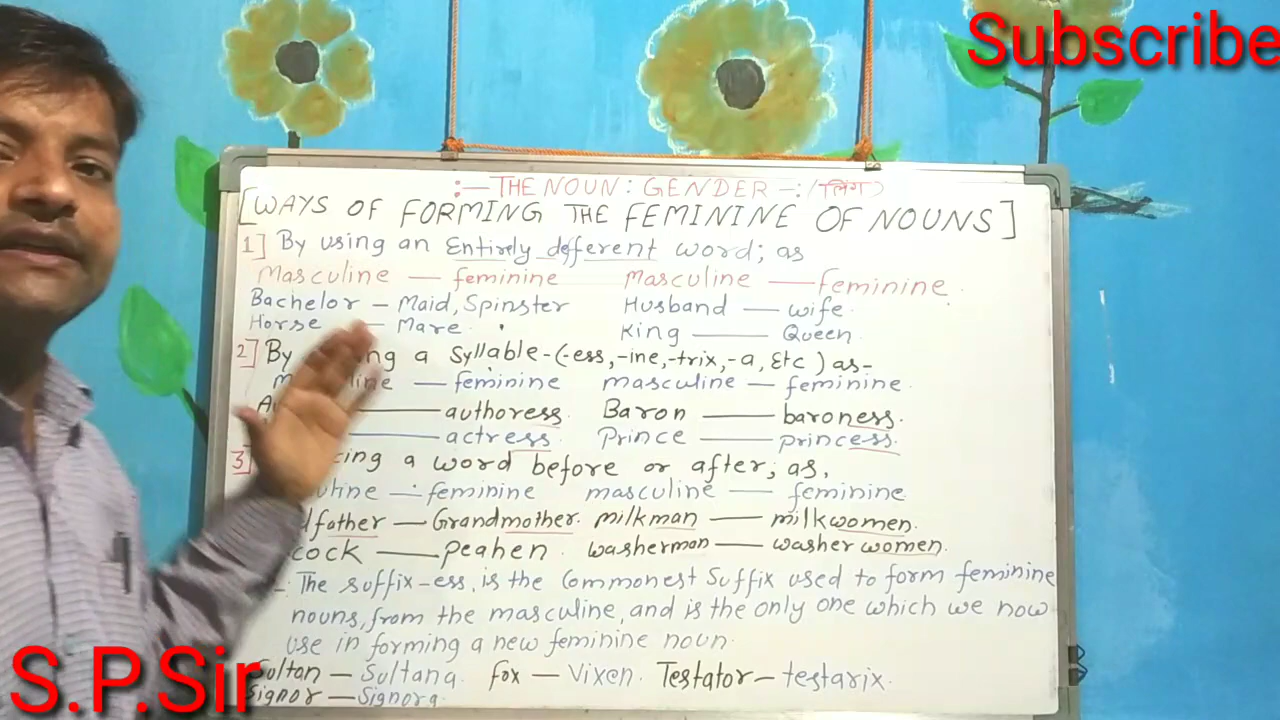 Subscribe
:— THE NOUN : GENDER —: (लिंग)
[WAYS OF FORMING THE FEMININE OF NOUNS]
1] By using an Entirely defferent word; as
Masculine — feminine Masculine — feminine.
Bachelor — Maid, Spinster Husband — wife.
Horse — Mare. King — Queen
2] By a Syllable-(-ess, -ine, -trix, -a, Etc) as-
— feminine masculine — feminine.
— authoress. Baron — baroness.
— actress. Prince — princess.
3] a word before or after; as,
— feminine masculine — feminine.
father — Grandmother. milkman — milkwomen.
cock — peahen. washerman — washer women.
The suffix-ess, is the Commonest Suffix used to form feminine
nouns, from the masculine, and is the only one which we now
use in forming a new feminine noun.
Sultan — Sultana. fox — Vixen. Testator — testarix.
Signor — Signora
S.P.Sir